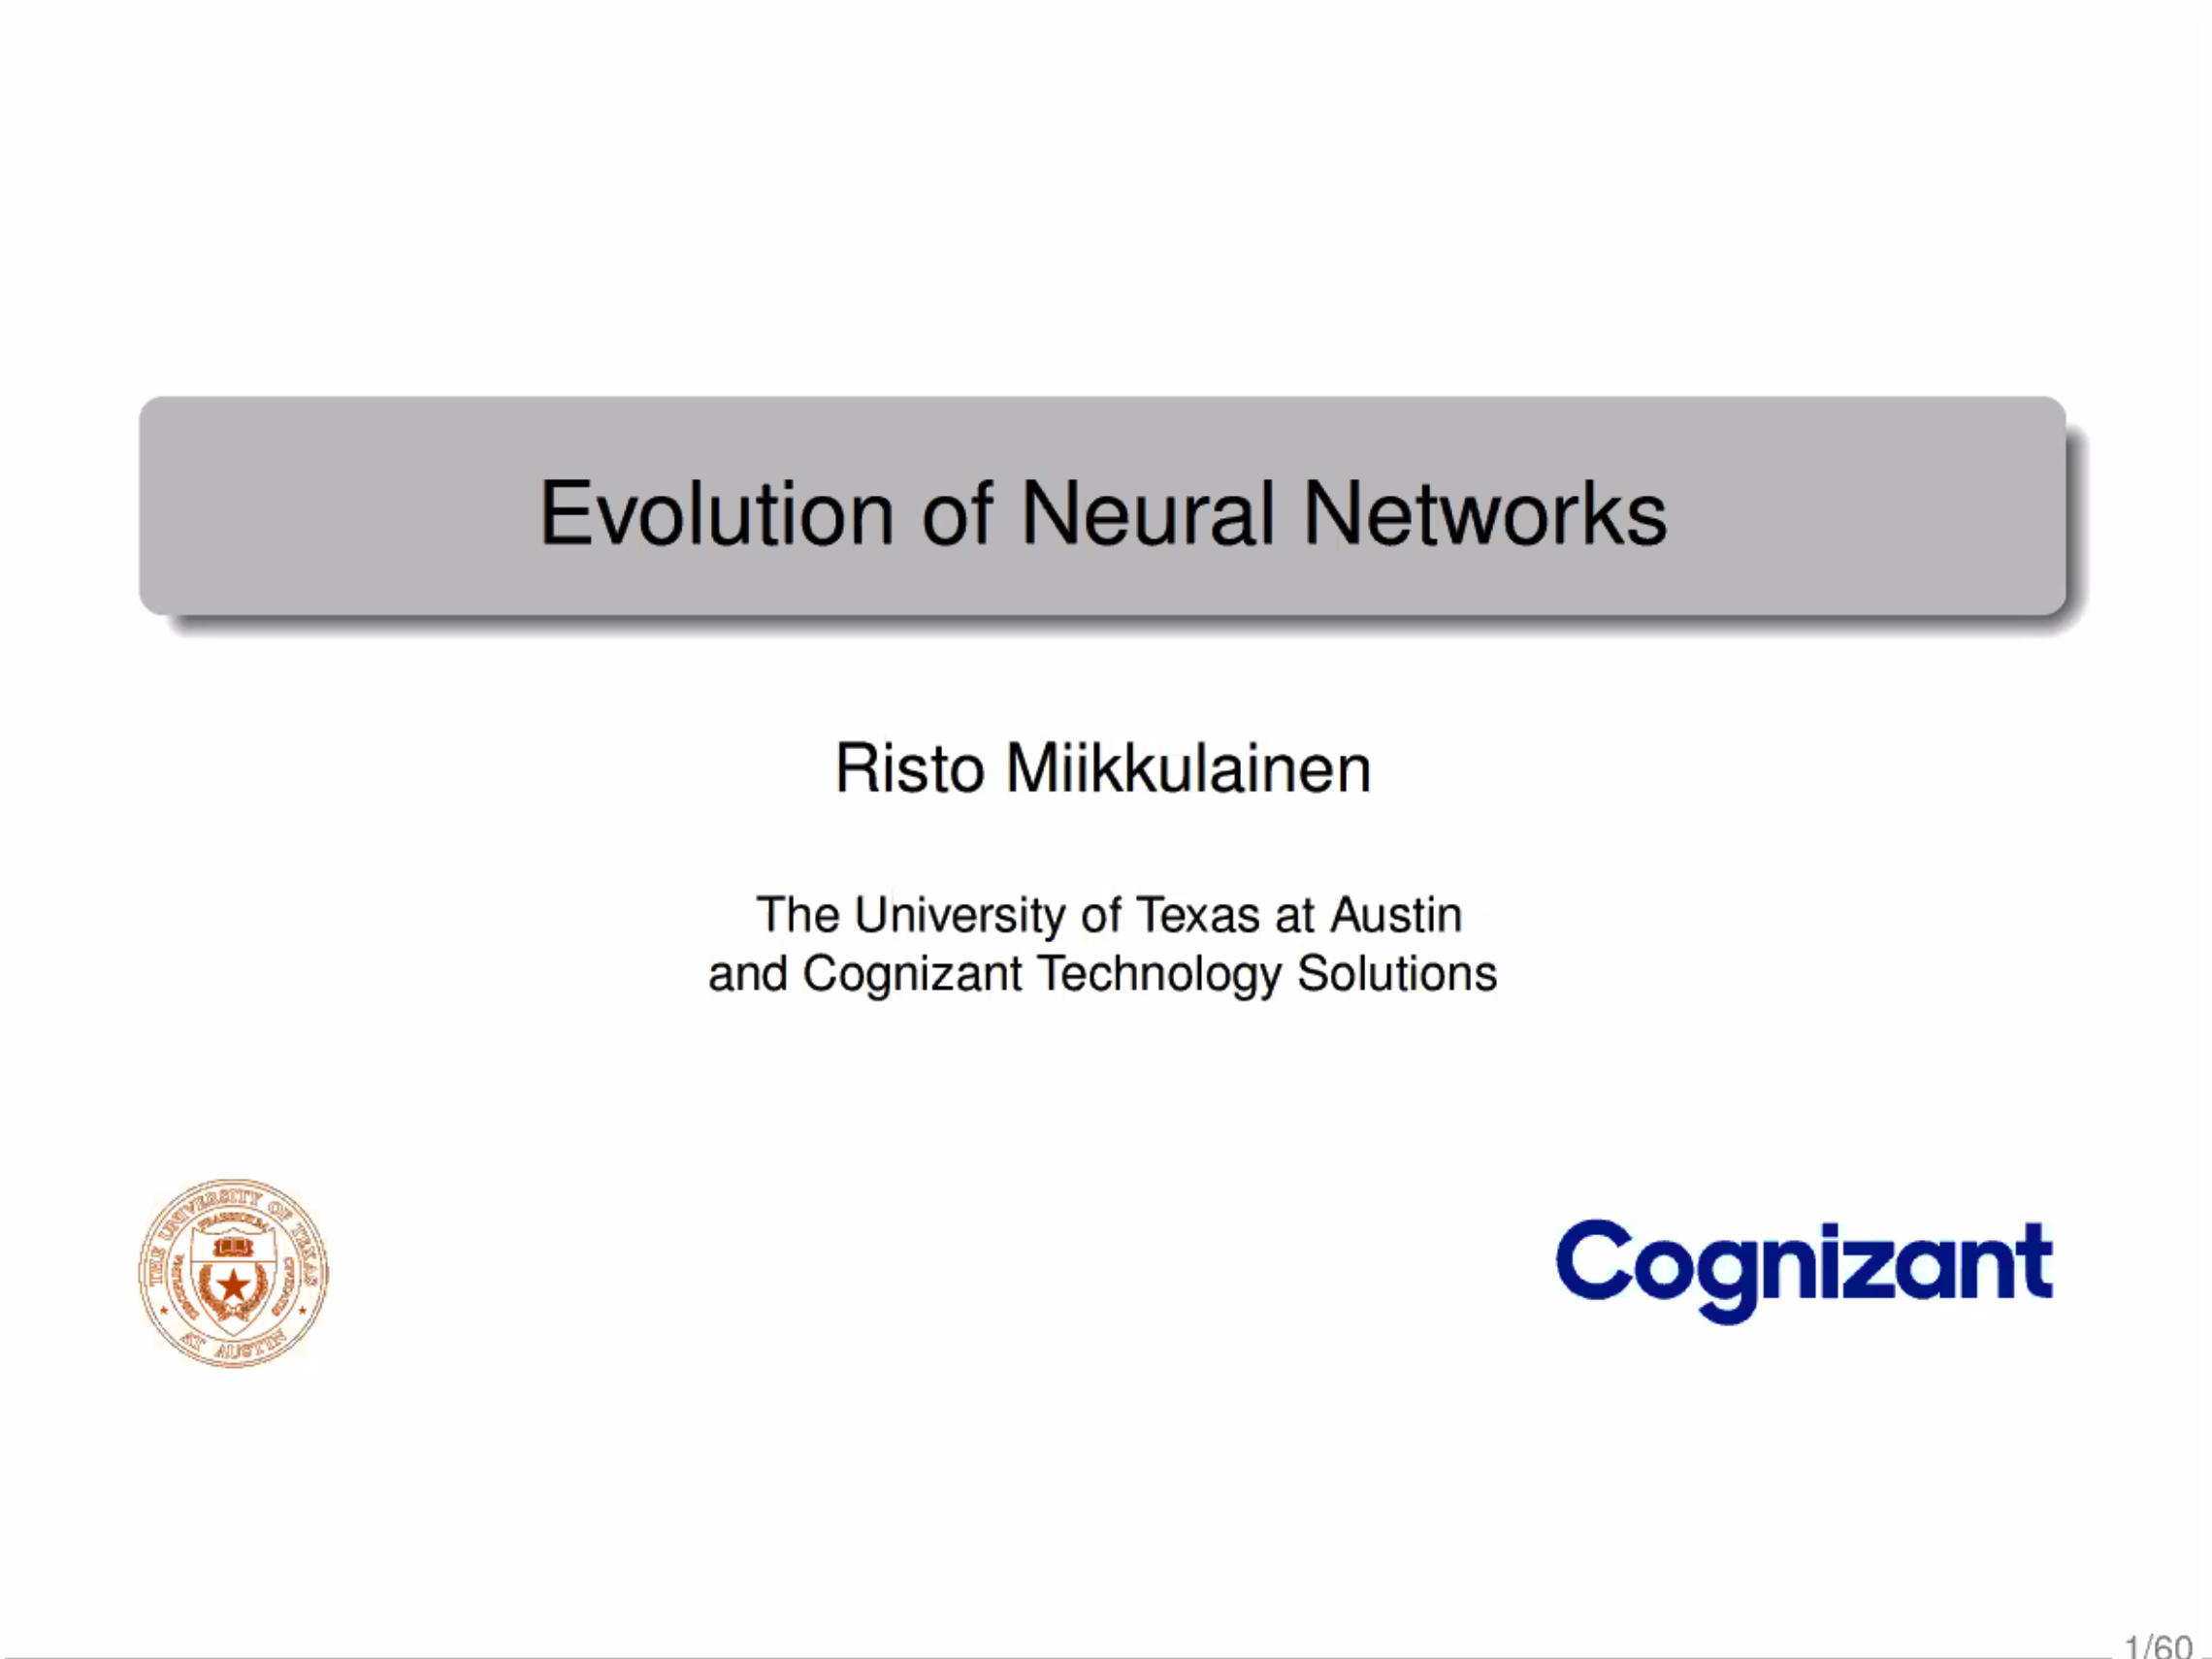 Evolution of Neural Networks
Risto Miikkulainen
The University of Texas at Austin
and Cognizant Technology Solutions
THE UNIVERSITY OF TEXAS
AT AUSTIN
Cognizant
1/60